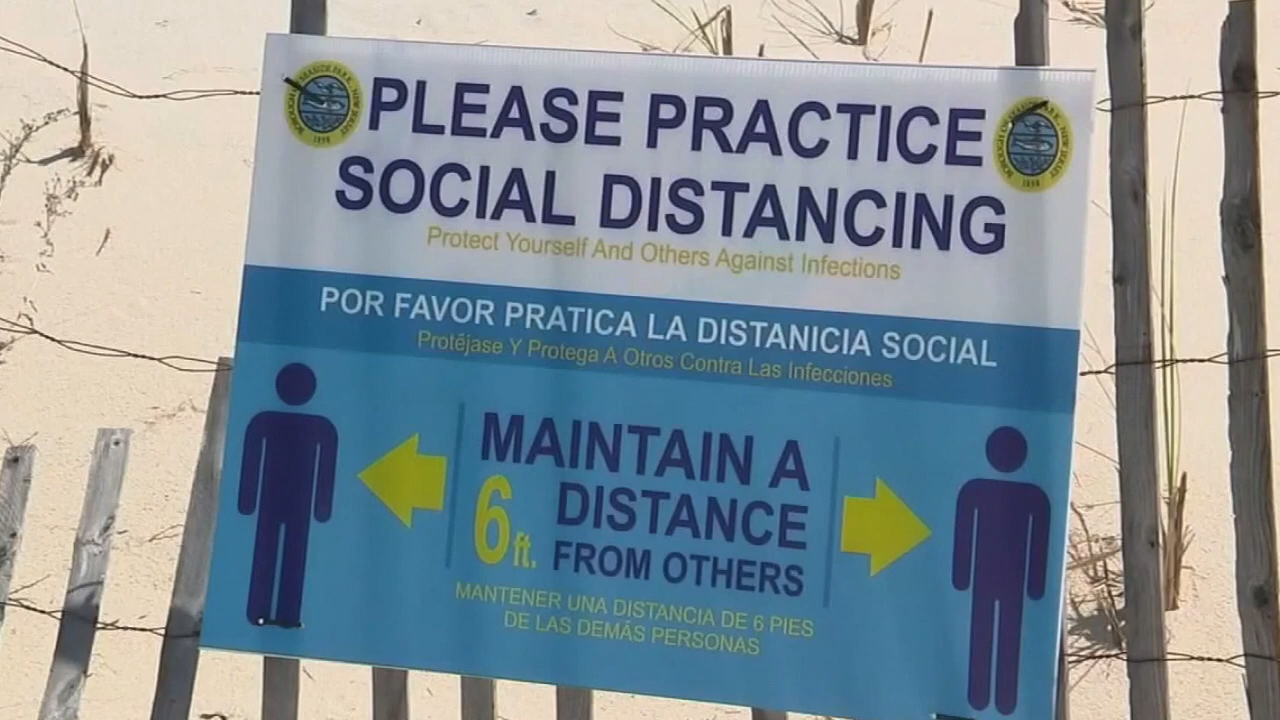 PLEASE PRACTICE
SOCIAL DISTANCING
Protect Yourself And Others Against Infections
POR FAVOR PRATICA LA DISTANICIA SOCIAL
Protéjase Y Protega A Otros Contra Las Infecciones
MAINTAIN A
6 ft. DISTANCE
FROM OTHERS
MANTENER UNA DISTANCIA DE 6 PIES
DE LAS DEMÁS PERSONAS